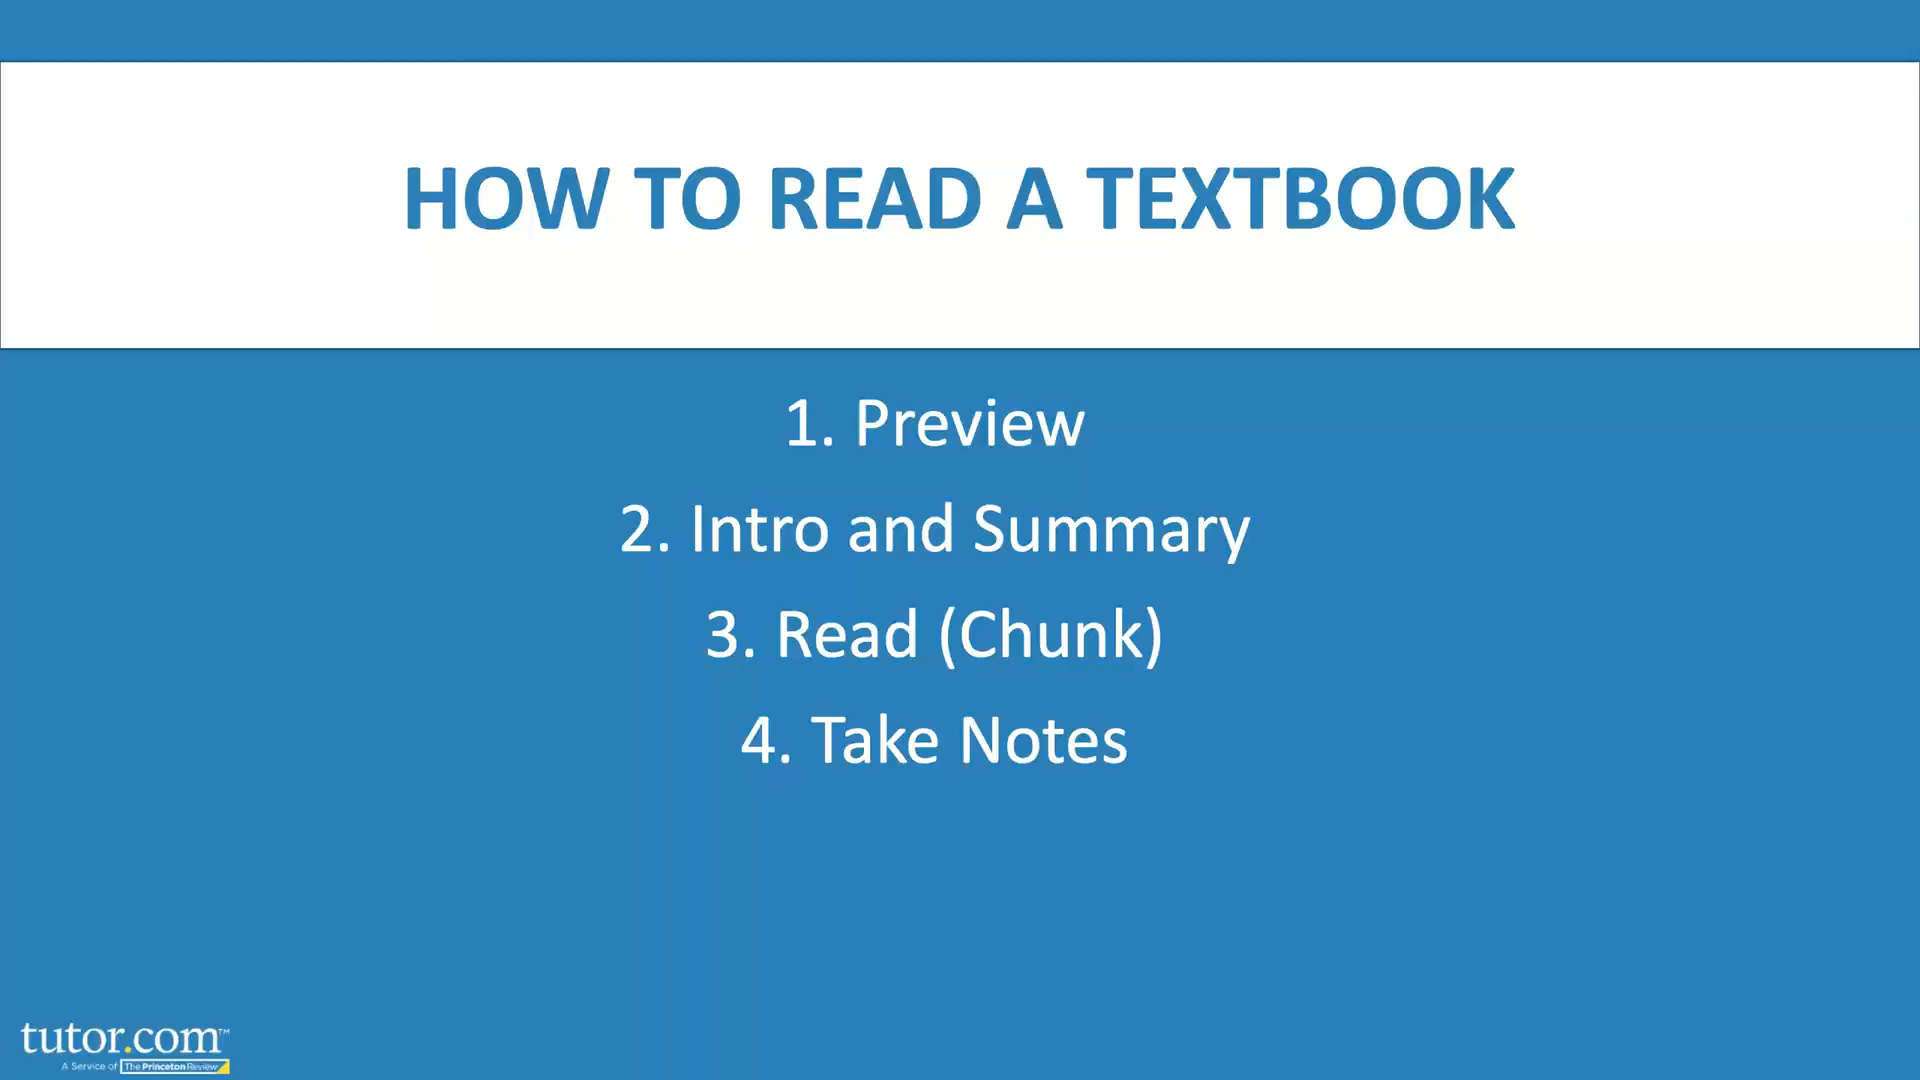 HOW TO READ A TEXTBOOK
1. Preview
2. Intro and Summary
3. Read (Chunk)
4. Take Notes
tutor.com™
A Service of The Princeton Review